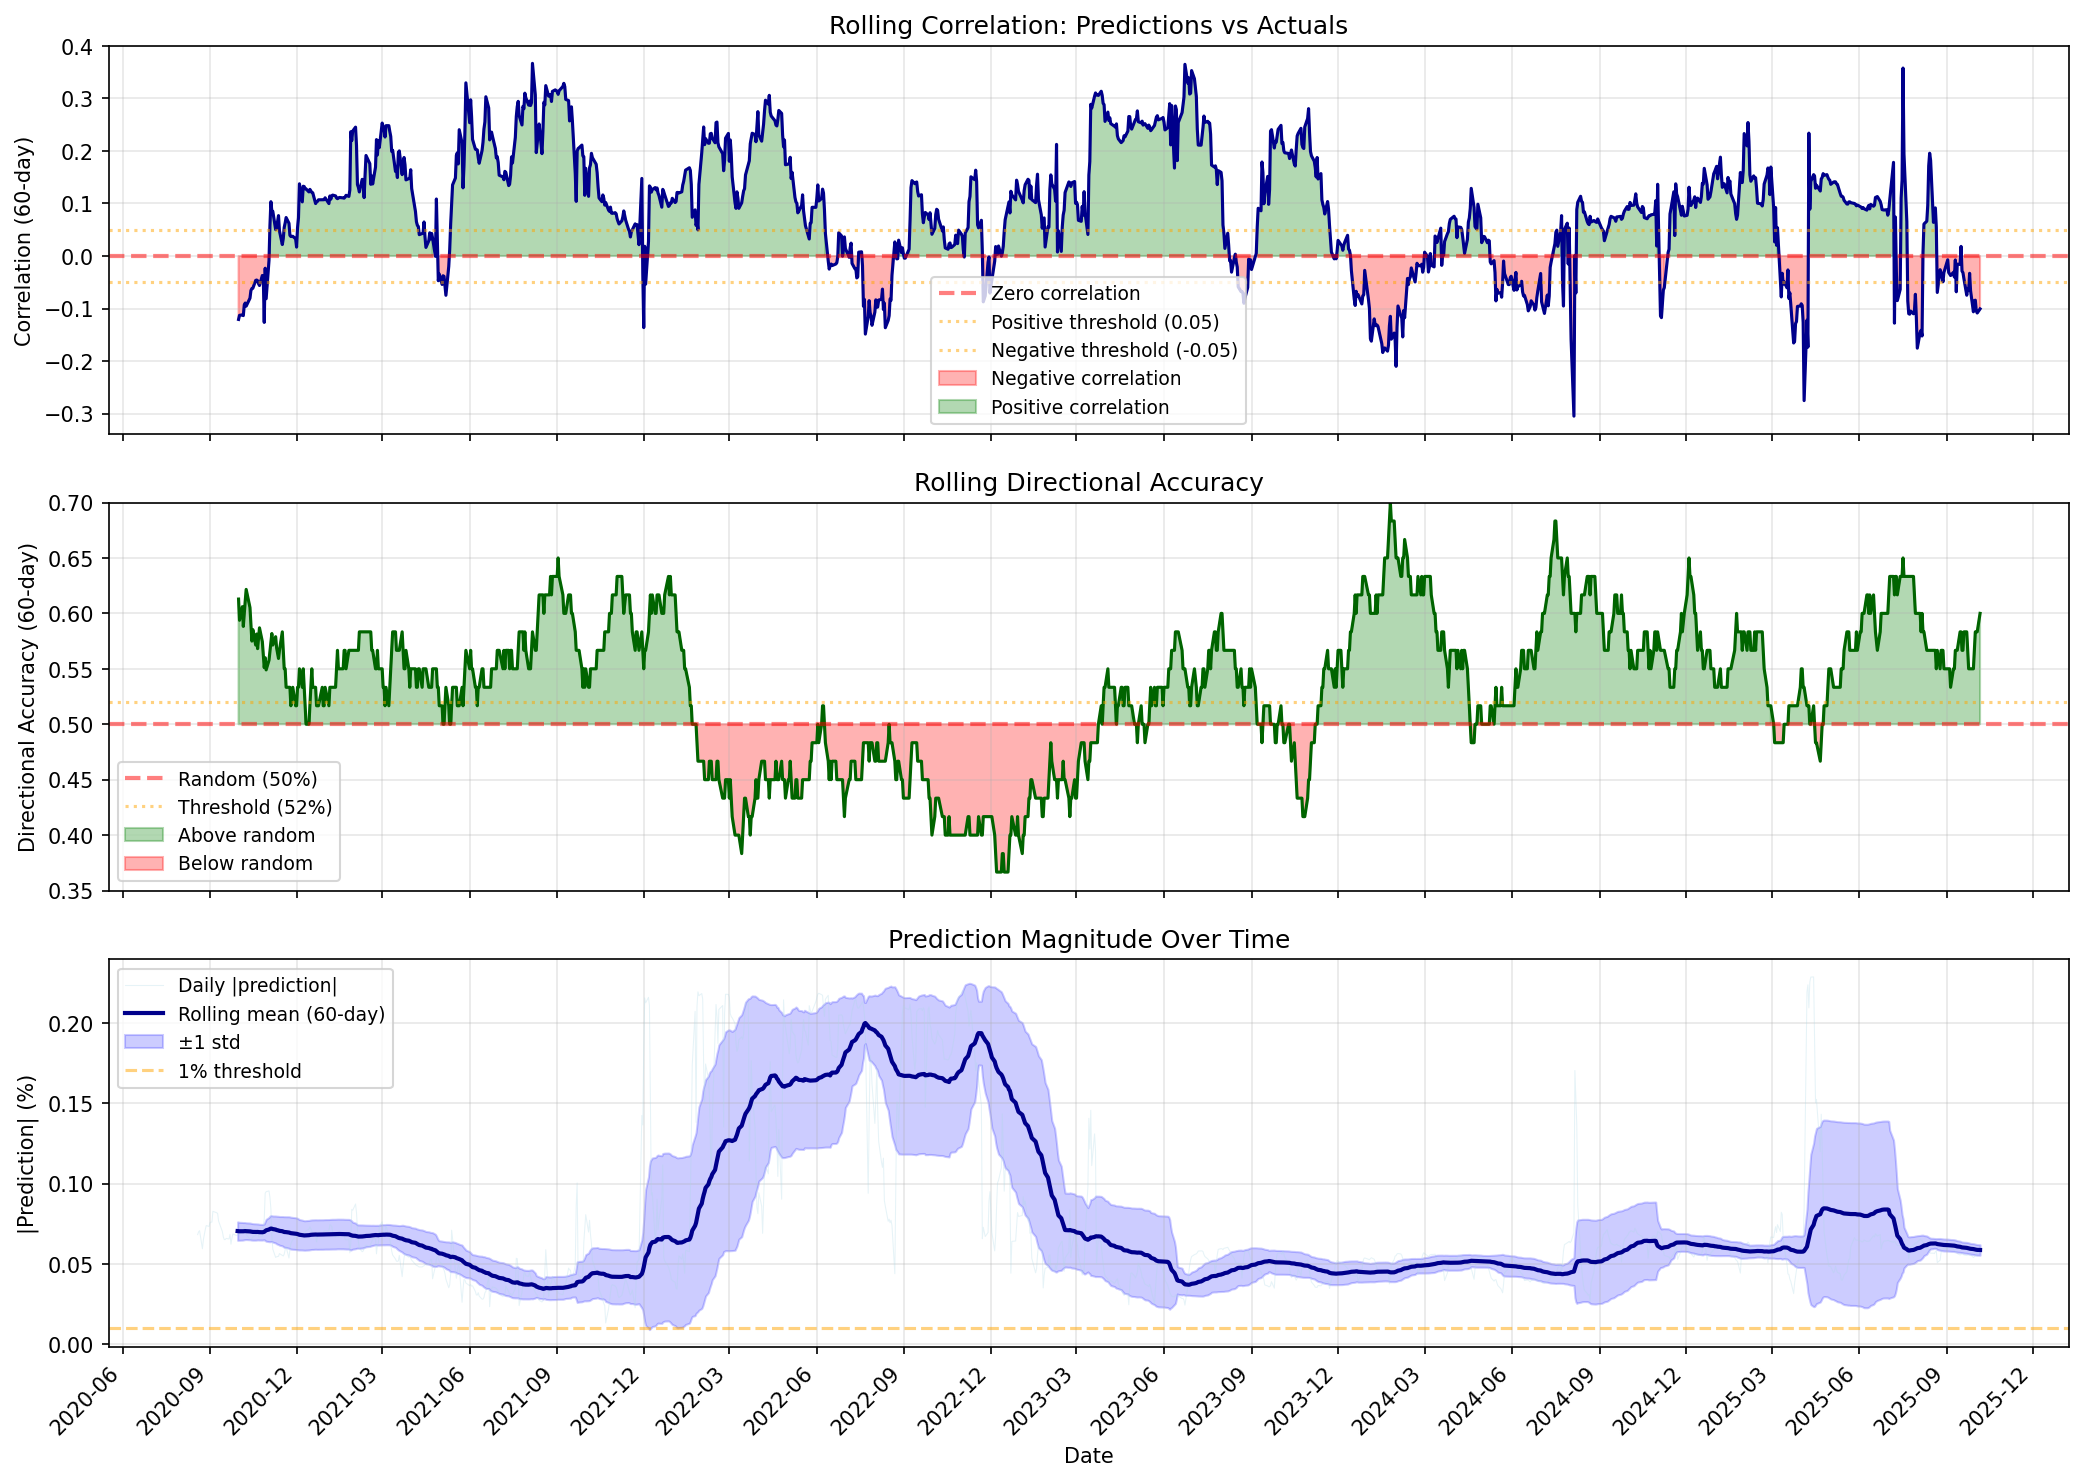 Rolling Correlation: Predictions vs Actuals
Correlation (60-day)
0.4
0.3
0.2
0.1
0.0
−0.1
−0.2
−0.3
Zero correlation
Positive threshold (0.05)
Negative threshold (-0.05)
Negative correlation
Positive correlation
Rolling Directional Accuracy
Directional Accuracy (60-day)
0.70
0.65
0.60
0.55
0.50
0.45
0.40
0.35
Random (50%)
Threshold (52%)
Above random
Below random
Prediction Magnitude Over Time
|Prediction| (%)
0.20
0.15
0.10
0.05
0.00
Daily |prediction|
Rolling mean (60-day)
±1 std
1% threshold
2020-06
2020-09
2020-12
2021-03
2021-06
2021-09
2021-12
2022-03
2022-06
2022-09
2022-12
2023-03
2023-06
2023-09
2023-12
2024-03
2024-06
2024-09
2024-12
2025-03
2025-06
2025-09
2025-12
Date